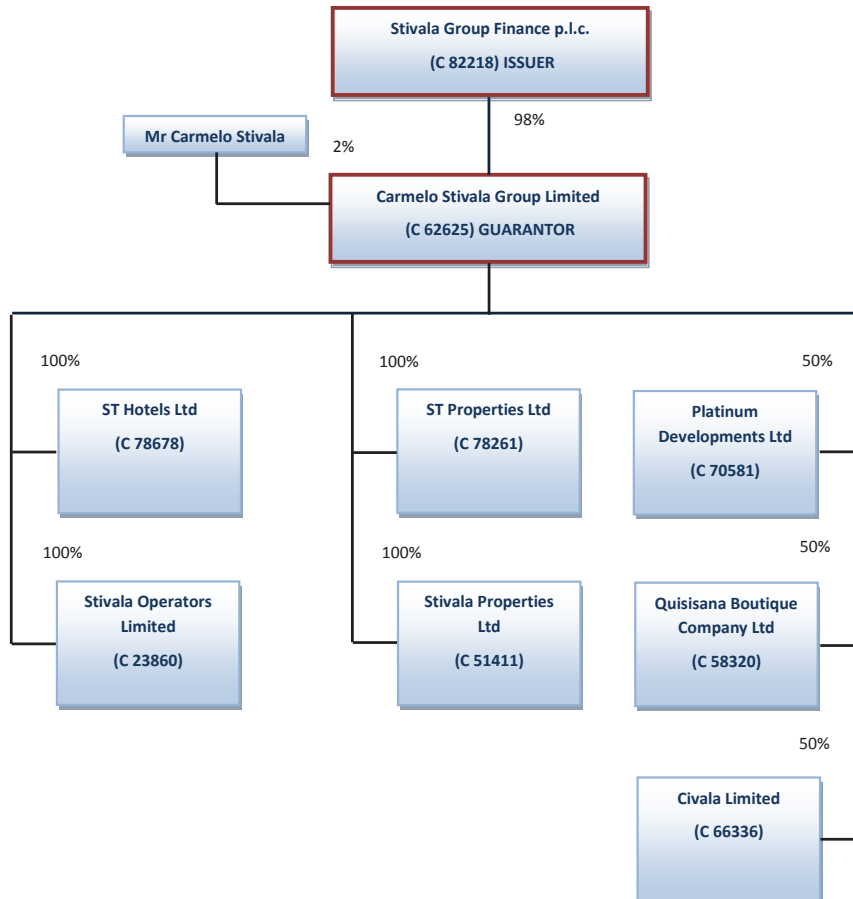 Stivala Group Finance p.l.c.
(C 82218) ISSUER
98%
Mr Carmelo Stivala
2%
Carmelo Stivala Group Limited
(C 62625) GUARANTOR
100%
100%
50%
ST Hotels Ltd
(C 78678)
ST Properties Ltd
(C 78261)
Platinum
Developments Ltd
(C 70581)
100%
100%
50%
Stivala Operators
Limited
(C 23860)
Stivala Properties
Ltd
(C 51411)
Quisisana Boutique
Company Ltd
(C 58320)
50%
Civala Limited
(C 66336)